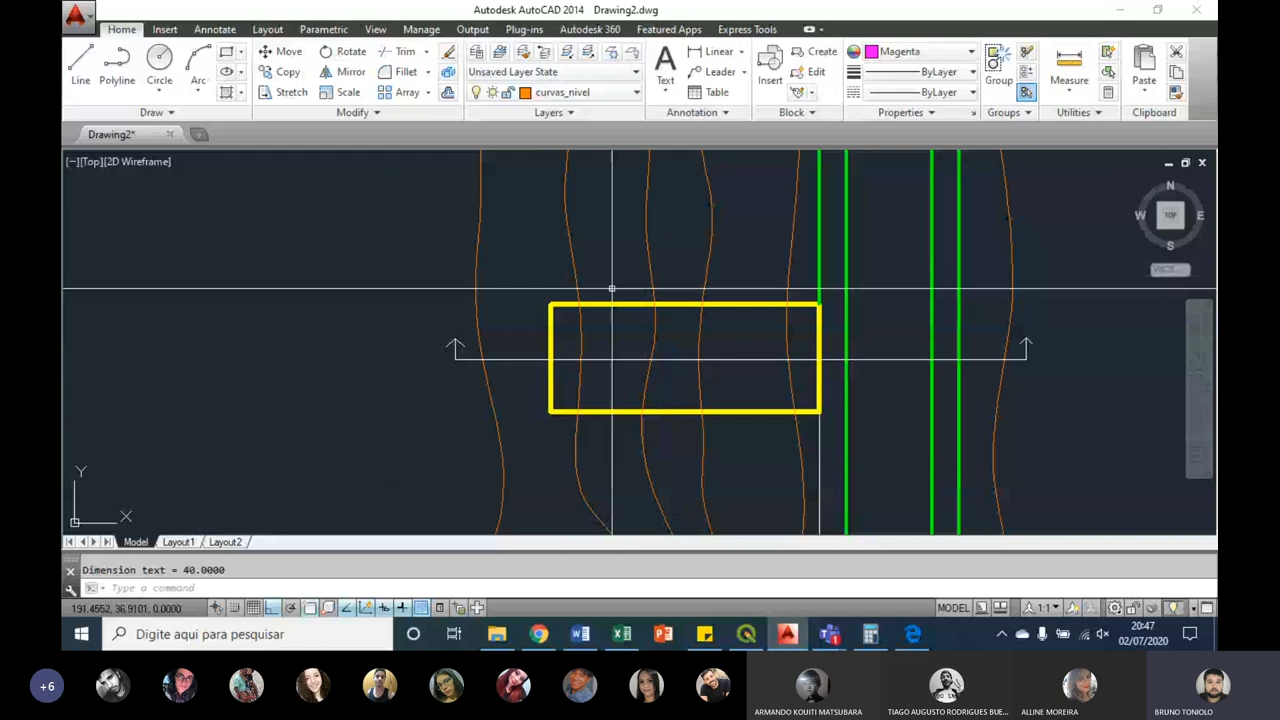 Autodesk AutoCAD 2014 Drawing2.dwg
Home Insert Annotate Layout Parametric View Manage Output Plug-ins Autodesk 360 Featured Apps Express Tools
Line Polyline Circle Arc
Move Rotate Trim
Copy Mirror Fillet
Stretch Scale Array
Unsaved Layer State
curvas_nivel
Text
Linear
Leader
Table
Insert
Create
Edit
Magenta
ByLayer
ByLayer
Group
Measure
Paste
Draw Modify Layers Annotation Block Properties Groups Utilities Clipboard
Drawing2*
[−][Top][2D Wireframe]
N
W TOP E
S
Y
X
Model Layout1 Layout2
Dimension text = 40.0000
Type a command
191.4552, 36.9101, 0.0000
MODEL 1:1
Digite aqui para pesquisar
20:47
02/07/2020
+6
ARMANDO KOUITI MATSUBARA
TIAGO AUGUSTO RODRIGUES BUE...
ALLINE MOREIRA
BRUNO TONIOLO